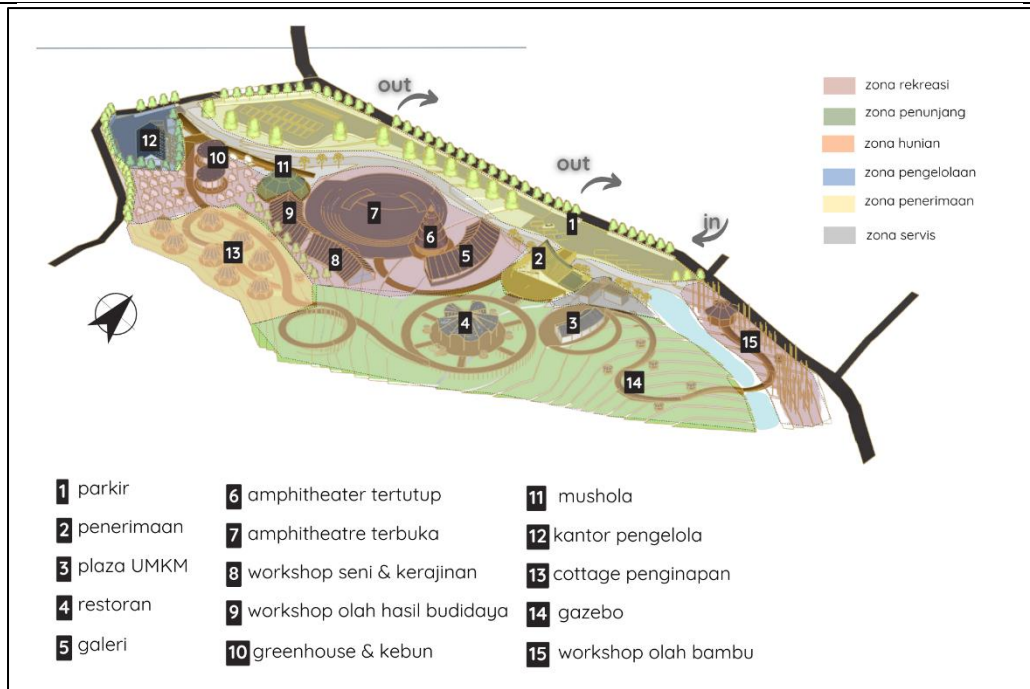 out
out
in
zona rekreasi
zona penunjang
zona hunian
zona pengelolaan
zona penerimaan
zona servis
12
10
11
9
7
6
5
8
13
1
2
4
3
14
15
1 parkir
2 penerimaan
3 plaza UMKM
4 restoran
5 galeri
6 amphitheater tertutup
7 amphitheatre terbuka
8 workshop seni & kerajinan
9 workshop olah hasil budidaya
10 greenhouse & kebun
11 mushola
12 kantor pengelola
13 cottage penginapan
14 gazebo
15 workshop olah bambu